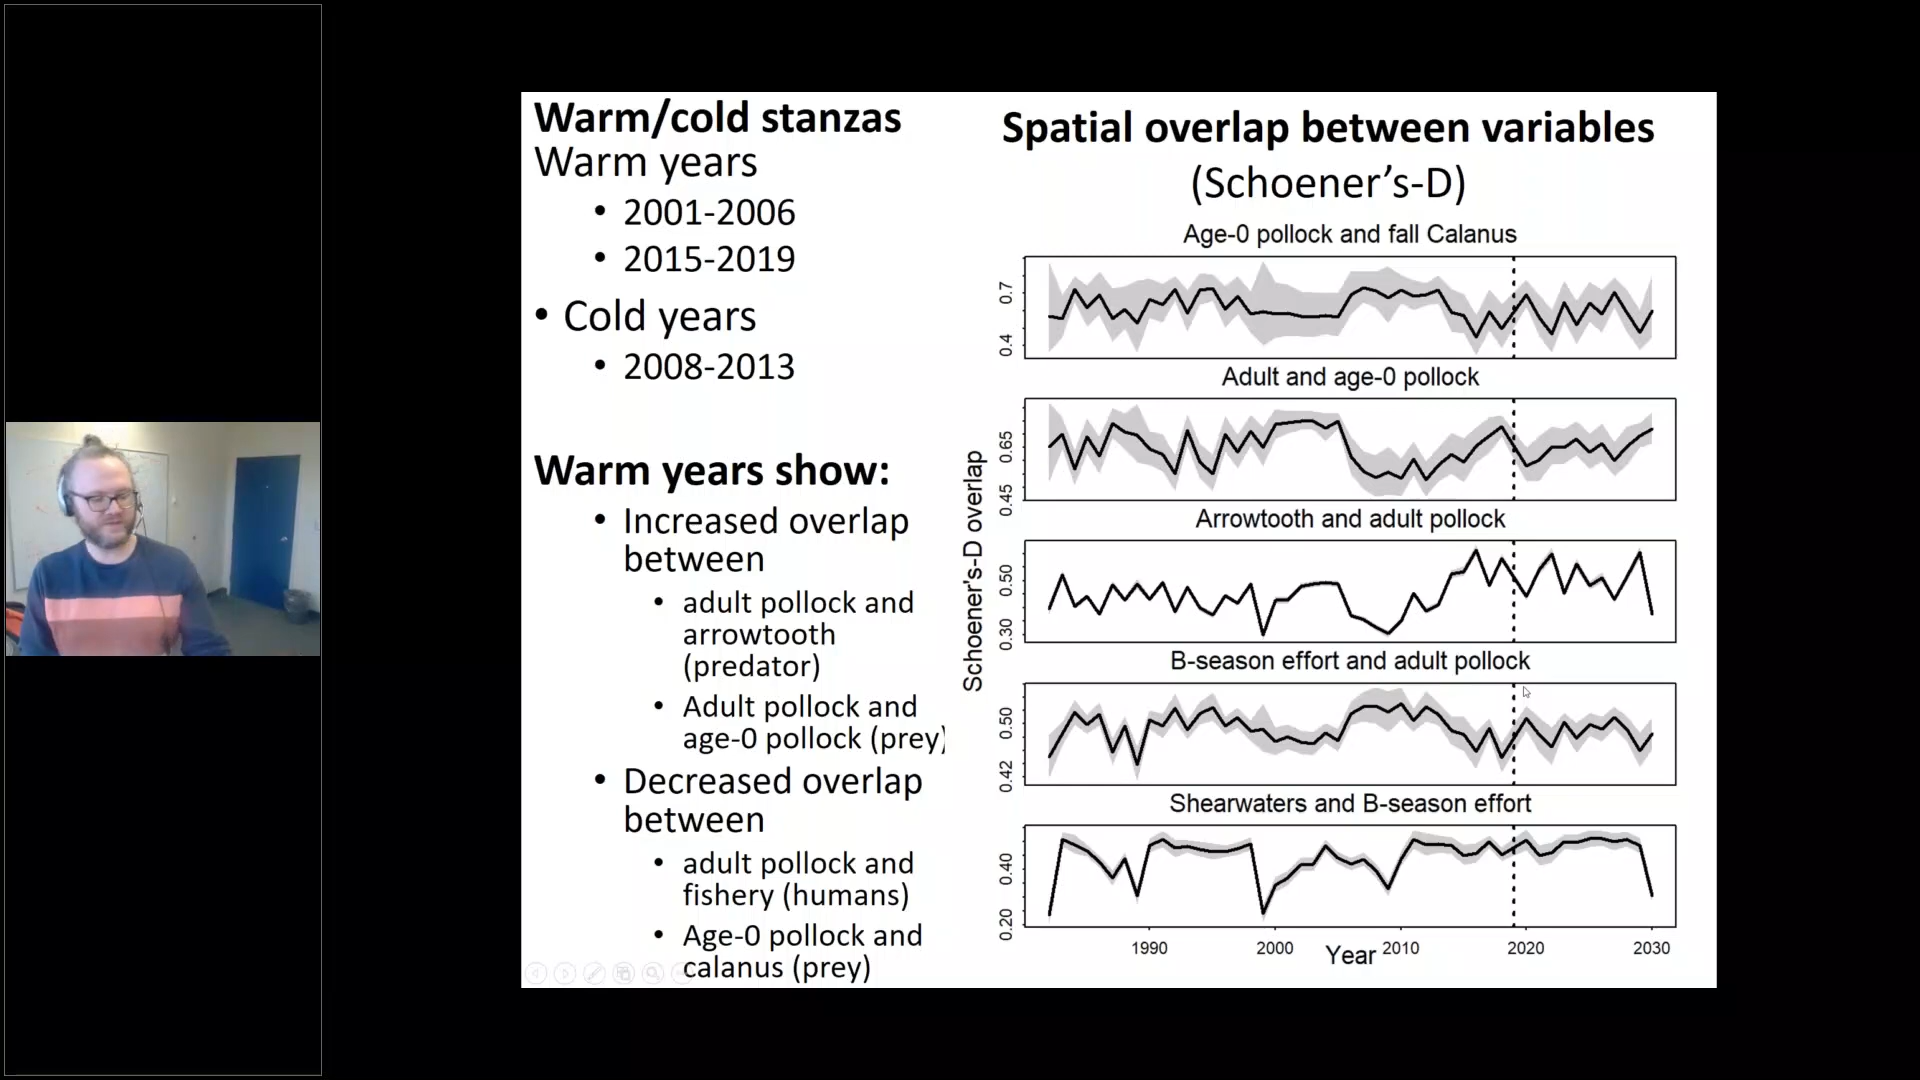 Warm/cold stanzas
Warm years
• 2001-2006
• 2015-2019
• Cold years
• 2008-2013
Warm years show:
• Increased overlap
between
• adult pollock and
arrowtooth
(predator)
• Adult pollock and
age-0 pollock (prey)
• Decreased overlap
between
• adult pollock and
fishery (humans)
• Age-0 pollock and
calanus (prey)
Spatial overlap between variables
(Schoener's-D)
Age-0 pollock and fall Calanus
0.7
0.4
Adult and age-0 pollock
0.65
0.45
Arrowtooth and adult pollock
0.50
0.30
B-season effort and adult pollock
0.50
0.42
Shearwaters and B-season effort
0.40
0.20
Schoener's-D overlap
1990 2000 2010 2020 2030
Year